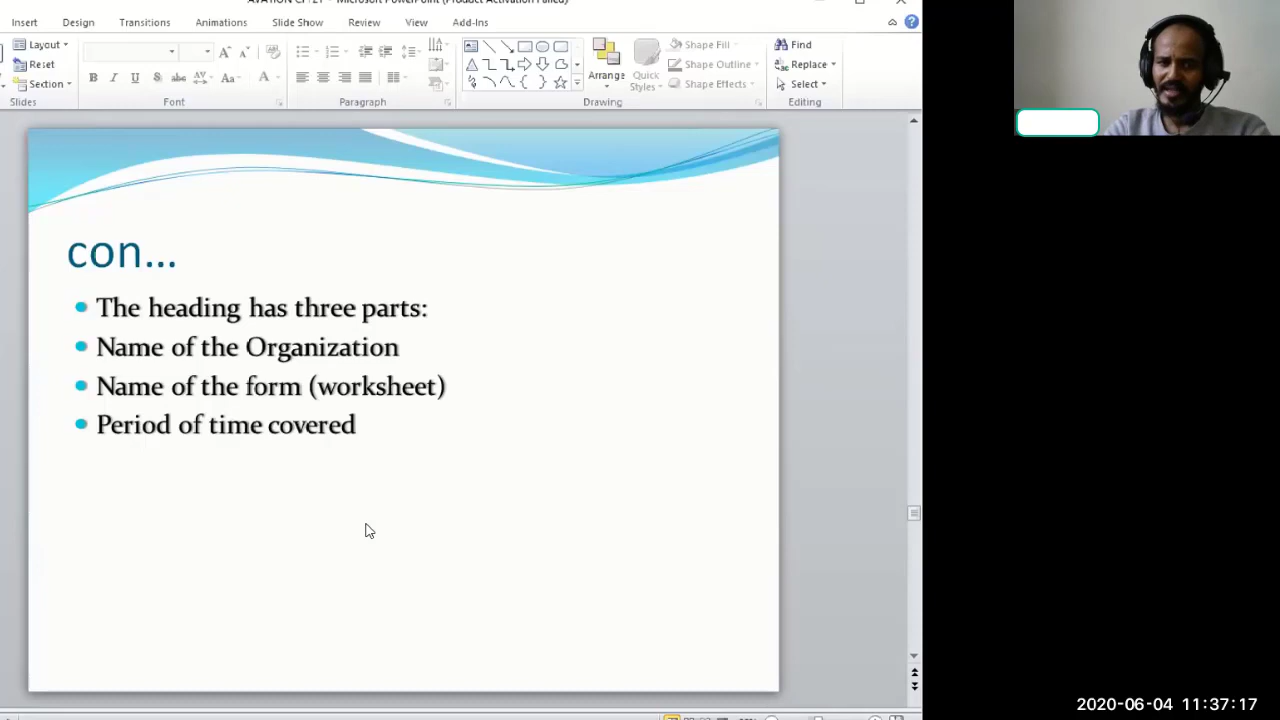 Insert Design Transitions Animations Slide Show Review View Add-Ins
Layout
Reset
Section
Find
Replace
Select
Arrange
Quick
Styles
Shape Fill
Shape Outline
Shape Effects
Slides Font Paragraph Drawing Editing
con...
The heading has three parts:
Name of the Organization
Name of the form (worksheet)
Period of time covered
2020-06-04 11:37:17